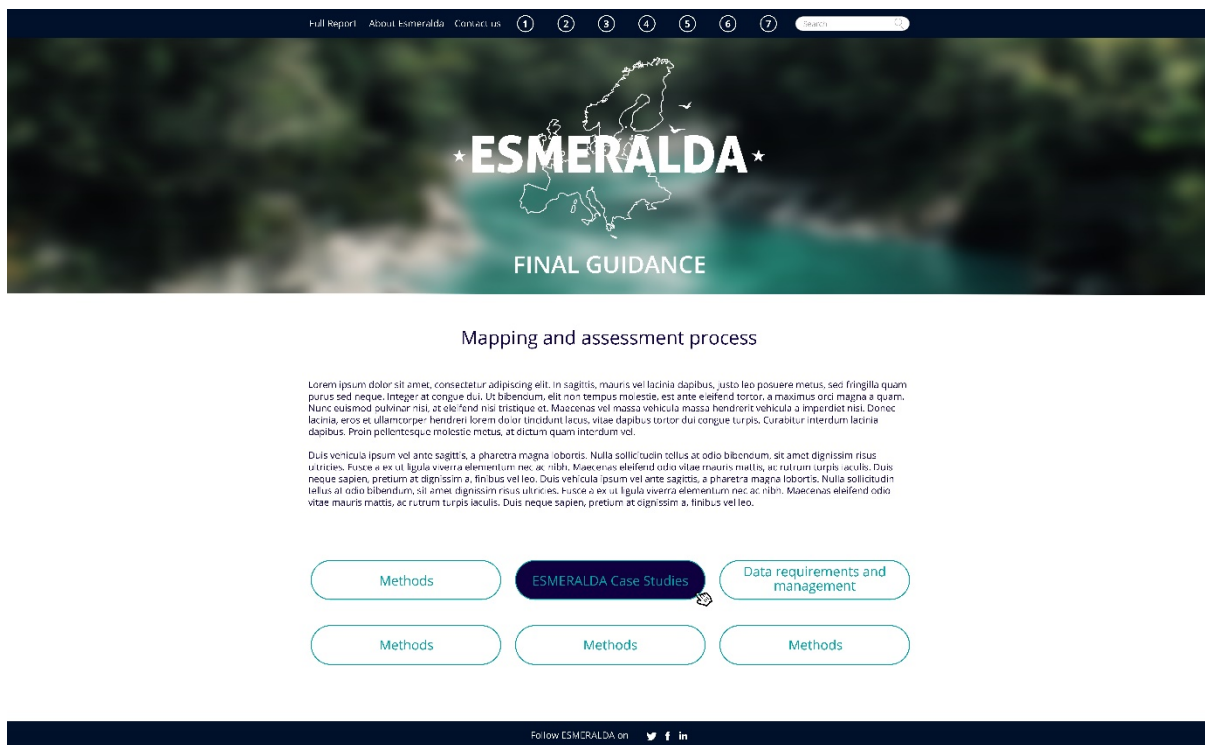 Full Report About Esmeralda Contact us 1 2 3 4 5 6 7 Search
ESMERALDA
FINAL GUIDANCE
Mapping and assessment process
Lorem ipsum dolor sit amet, consectetur adipiscing elit. In sagittis, mauris vel lacinia dapibus, justo leo posuere metus, sed fringilla quam
purus sed neque. Integer at congue dui. Ut bibendum, elit non tempus molestie, est ante eleifend tortor, a maximus orci magna a quam.
Nunc euismod pulvinar nisi, at eleifend nisi tristique et. Maecenas vel massa vehicula massa hendrerit vehicula a imperdiet nisi. Donec
lacinia, eros et ullamcorper hendreri lorem dolor tincidunt lacus, vitae dapibus tortor dui congue turpis. Curabitur interdum lacinia
dapibus. Proin pellentesque molestie metus, at dictum quam interdum vel.
Duis vehicula ipsum vel ante sagittis, a pharetra magna lobortis. Nulla sollicitudin tellus at odio bibendum, sit amet dignissim risus
ultricies. Fusce a ex ut ligula viverra elementum nec ac nibh. Maecenas eleifend odio vitae mauris mattis, ac rutrum turpis iaculis. Duis
neque sapien, pretium at dignissim a, finibus vel leo. Duis vehicula ipsum vel ante sagittis, a pharetra magna lobortis. Nulla sollicitudin
tellus at odio bibendum, sit amet dignissim risus ultricies. Fusce a ex ut ligula viverra elementum nec ac nibh. Maecenas eleifend odio
vitae mauris mattis, ac rutrum turpis iaculis. Duis neque sapien, pretium at dignissim a, finibus vel leo.
Methods ESMERALDA Case Studies Data requirements and
management
Methods Methods Methods
Follow ESMERALDA on